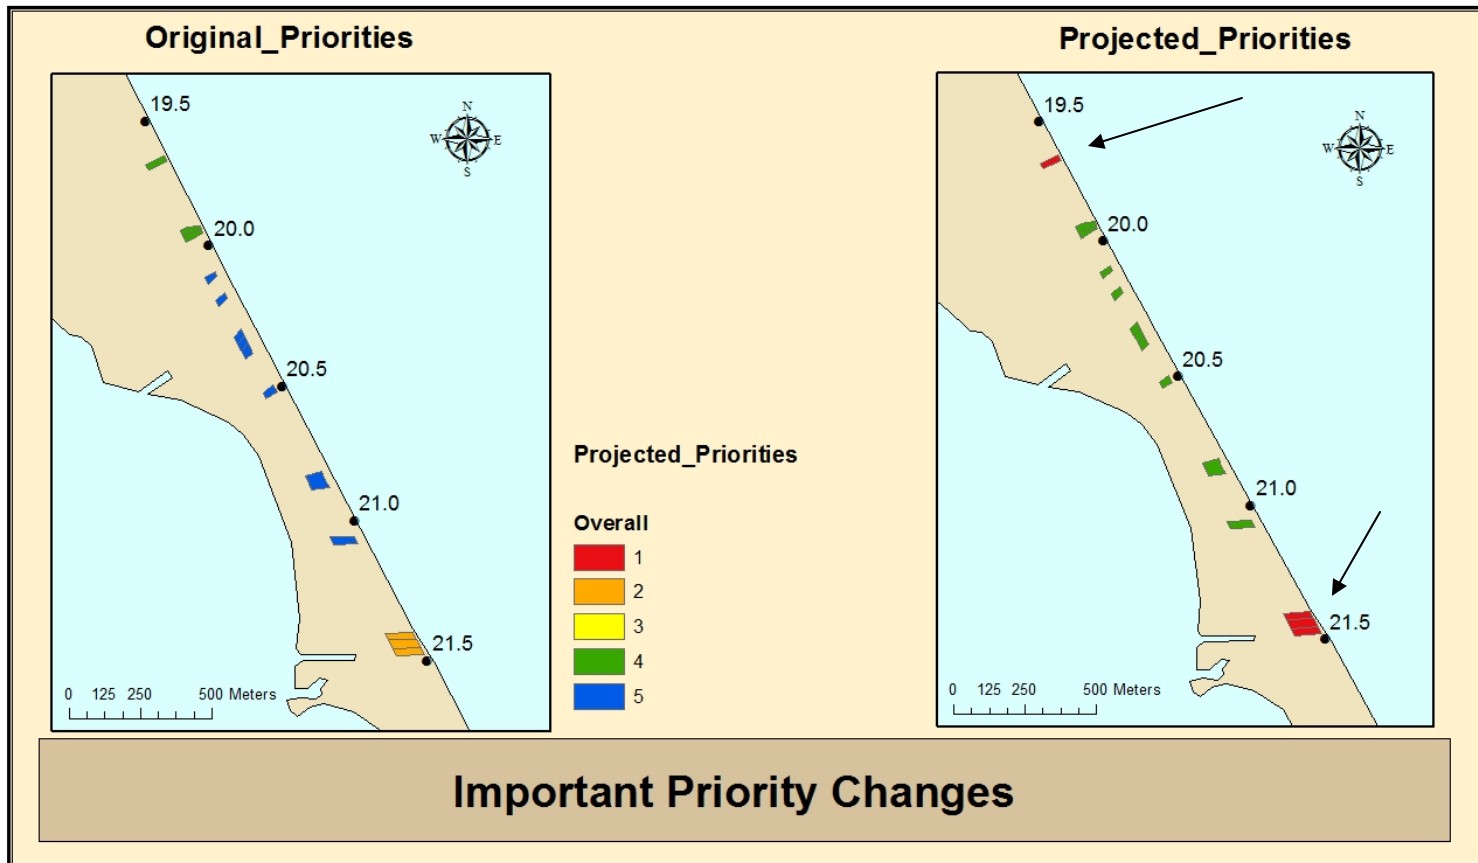 Original_Priorities
19.5
N
W E
S
20.0
20.5
21.0
21.5
0 125 250 500 Meters
Projected_Priorities
Overall
1
2
3
4
5
Projected_Priorities
19.5
N
W E
S
20.0
20.5
21.0
21.5
0 125 250 500 Meters
Important Priority Changes